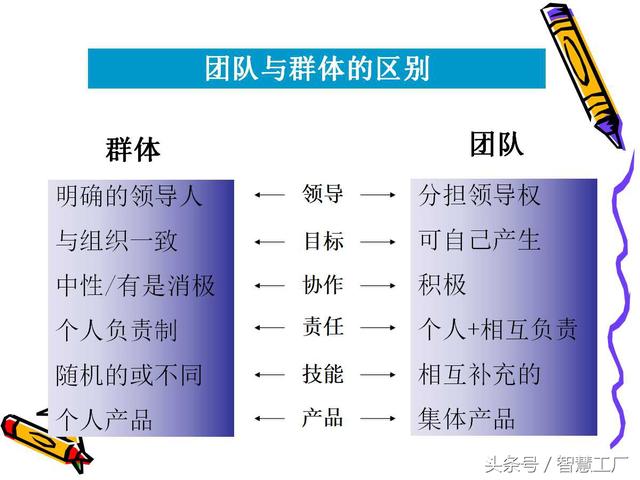 团队与群体的区别
群体
团队
明确的领导人 领导 分担领导权
与组织一致 目标 可自己产生
中性/有是消极 协作 积极
个人负责制 责任 个人+相互负责
随机的或不同 技能 相互补充的
个人产品 产品 集体产品
头条号 / 智慧工厂